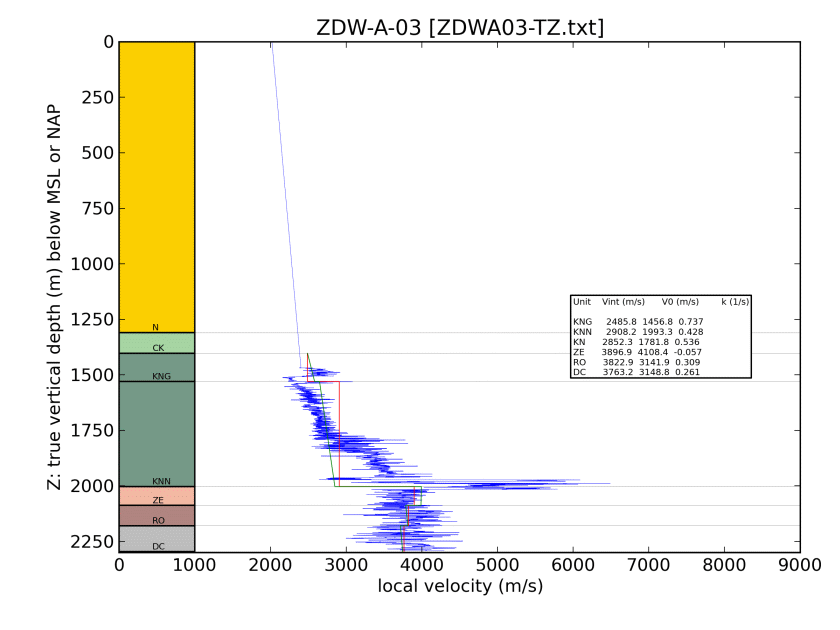 ZDW-A-03 [ZDWA03-TZ.txt]
0
250
500
750
1000
1250
1500
1750
2000
2250
Z: true vertical depth (m) below MSL or NAP
N
CK
KNG
KNN
ZE
RO
DC
Unit Vint (m/s) V0 (m/s) k (1/s)
KNG 2485.8 1456.8 0.737
KNN 2908.2 1993.3 0.428
KN 2852.3 1781.8 0.536
ZE 3896.9 4108.4 -0.057
RO 3822.9 3141.9 0.309
DC 3763.2 3148.8 0.261
0 1000 2000 3000 4000 5000 6000 7000 8000 9000
local velocity (m/s)